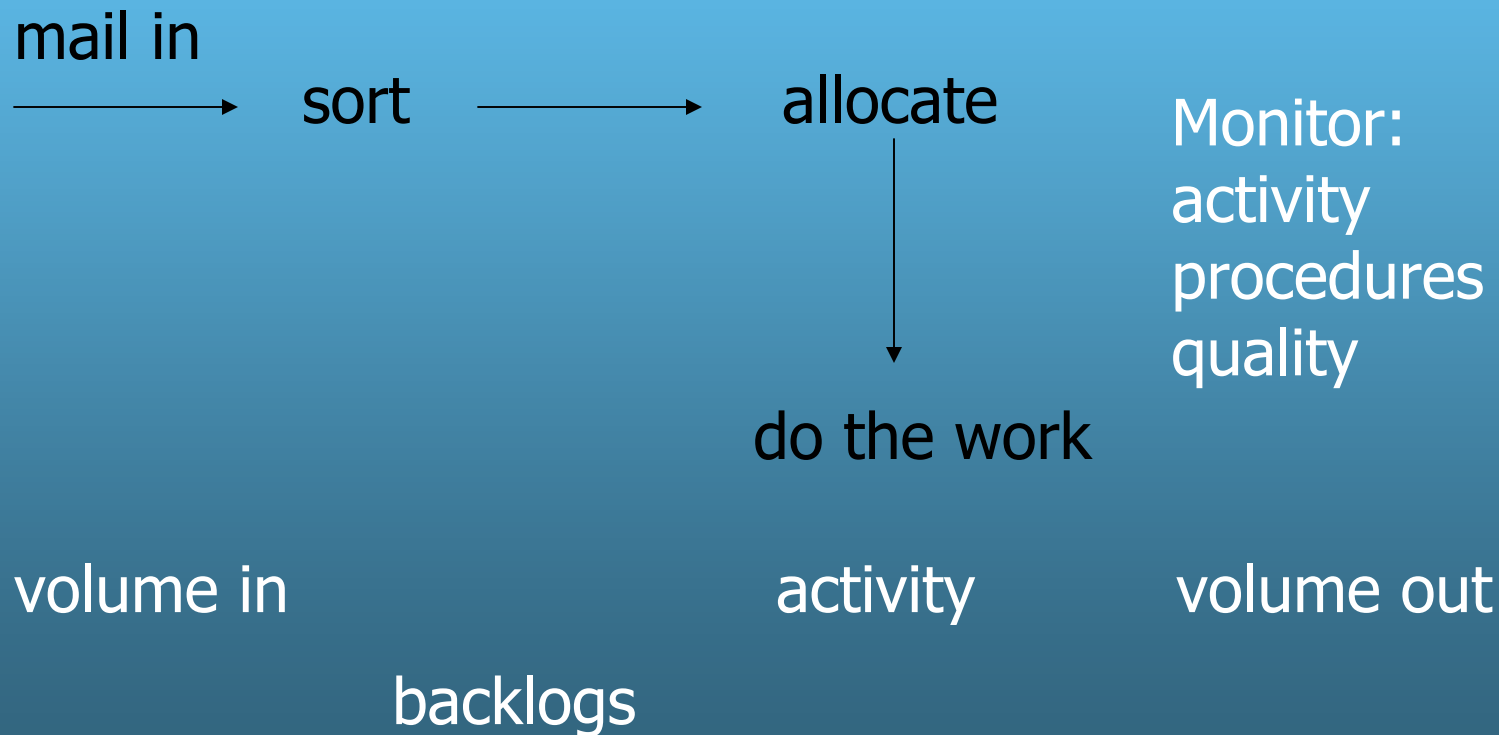 mail in
sort
allocate
Monitor:
activity
procedures
quality
do the work
volume in
activity
volume out
backlogs